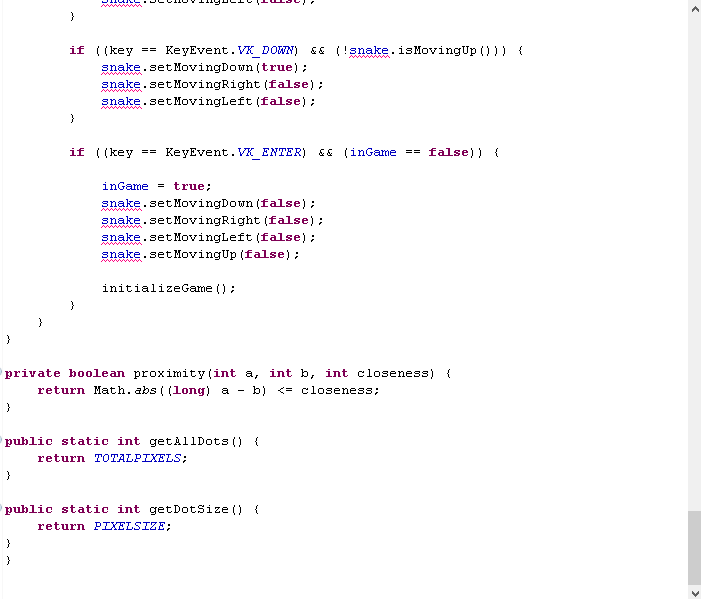 snake.setMovingLeft(false);
}
if ((key == KeyEvent.VK_DOWN) && (!snake.isMovingUp())) {
snake.setMovingDown(true);
snake.setMovingRight(false);
snake.setMovingLeft(false);
}
if ((key == KeyEvent.VK_ENTER) && (inGame == false)) {
inGame = true;
snake.setMovingDown(false);
snake.setMovingRight(false);
snake.setMovingLeft(false);
snake.setMovingUp(false);
initializeGame();
}
}
}
private boolean proximity(int a, int b, int closeness) {
return Math.abs((long) a - b) <= closeness;
}
public static int getAllDots() {
return TOTALPIXELS;
}
public static int getDotSize() {
return PIXELSIZE;
}
}